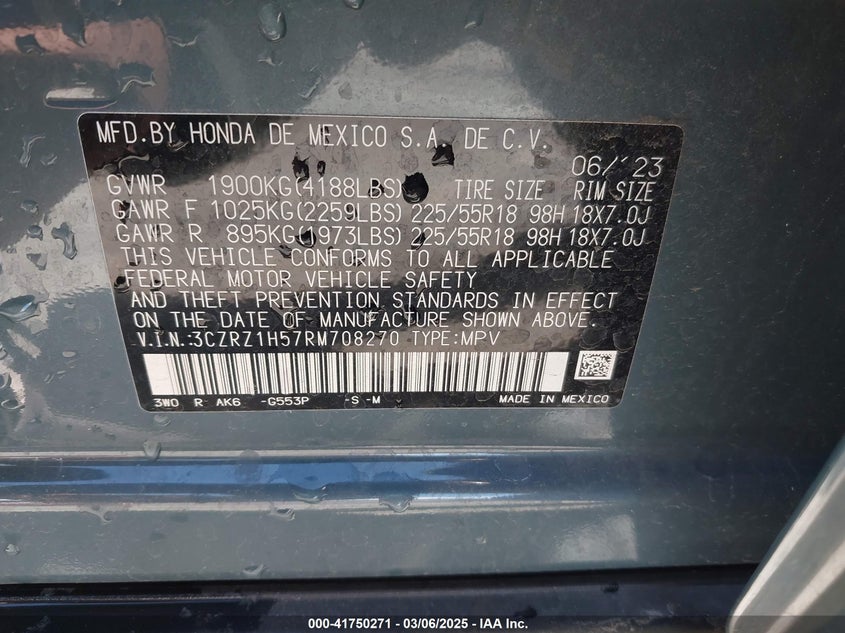 MFD.BY HONDA DE MEXICO S.A. DE C.V.
06/'23
GVWR 1900KG(4188LBS) TIRE SIZE RIM SIZE
GAWR F 1025KG(2259LBS) 225/55R18 98H 18X7.0J
GAWR R 895KG(1973LBS) 225/55R18 98H 18X7.0J
THIS VEHICLE CONFORMS TO ALL APPLICABLE
FEDERAL MOTOR VEHICLE SAFETY
AND THEFT PREVENTION STANDARDS IN EFFECT
ON THE DATE OF MANUFACTURE SHOWN ABOVE.
V.I.N.:3CZRZ1H57RM708270 TYPE:MPV
3W0 R AK6 -G553P -S -M MADE IN MEXICO
000-41750271 | 03/06/2025 - IAA Inc.